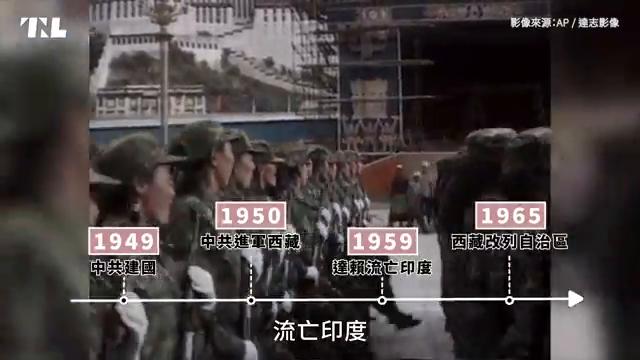 TNL
影像來源：AP / 達志影像
1949
中共建國
1950
中共進軍西藏
1959
達賴流亡印度
1965
西藏改列自治區
流亡印度